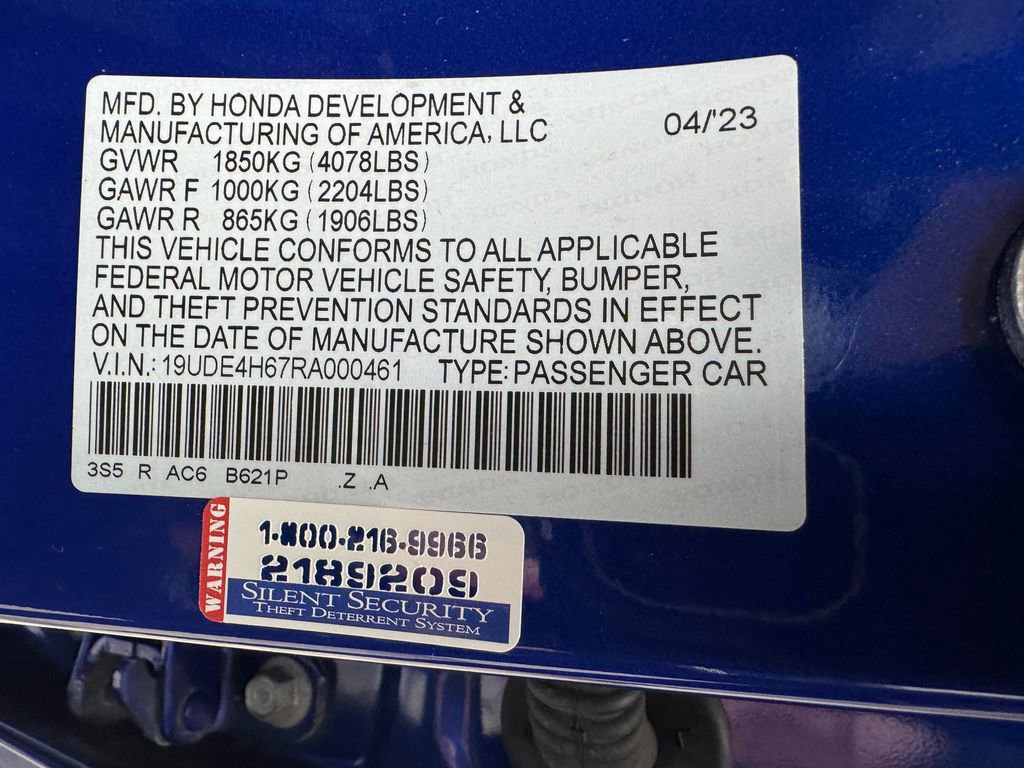 MFD. BY HONDA DEVELOPMENT &
MANUFACTURING OF AMERICA, LLC
04/'23
GVWR 1850KG (4078LBS)
GAWR F 1000KG (2204LBS)
GAWR R 865KG (1906LBS)
THIS VEHICLE CONFORMS TO ALL APPLICABLE
FEDERAL MOTOR VEHICLE SAFETY, BUMPER,
AND THEFT PREVENTION STANDARDS IN EFFECT
ON THE DATE OF MANUFACTURE SHOWN ABOVE.
V.I.N.: 19UDE4H67RA000461 TYPE: PASSENGER CAR
3S5 R AC6 B621P .Z .A
WARNING
1-800-216-9966
2189209
SILENT SECURITY
THEFT DETERRENT SYSTEM